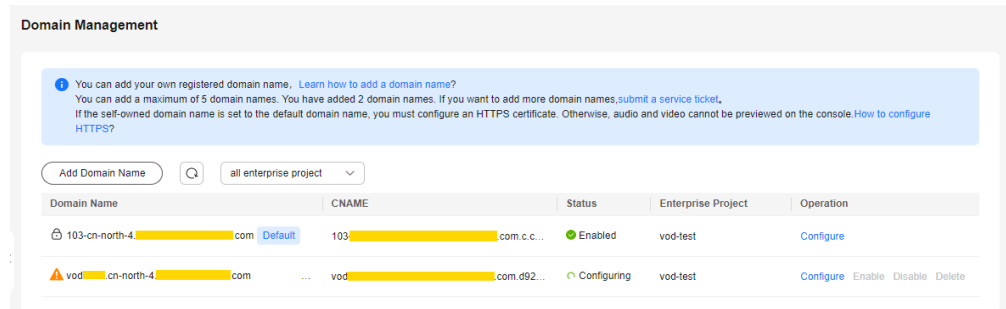 Domain Management
You can add your own registered domain name, Learn how to add a domain name?
You can add a maximum of 5 domain names. You have added 2 domain names. If you want to add more domain names,submit a service ticket。
If the self-owned domain name is set to the default domain name, you must configure an HTTPS certificate. Otherwise, audio and video cannot be previewed on the console.How to configure
HTTPS?
Add Domain Name all enterprise project
Domain Name CNAME Status Enterprise Project Operation
103-cn-north-4. com Default 103 .com.c.c... Enabled vod-test Configure
vod .cn-north-4. com ... vod .com.d92... Configuring vod-test Configure Enable Disable Delete